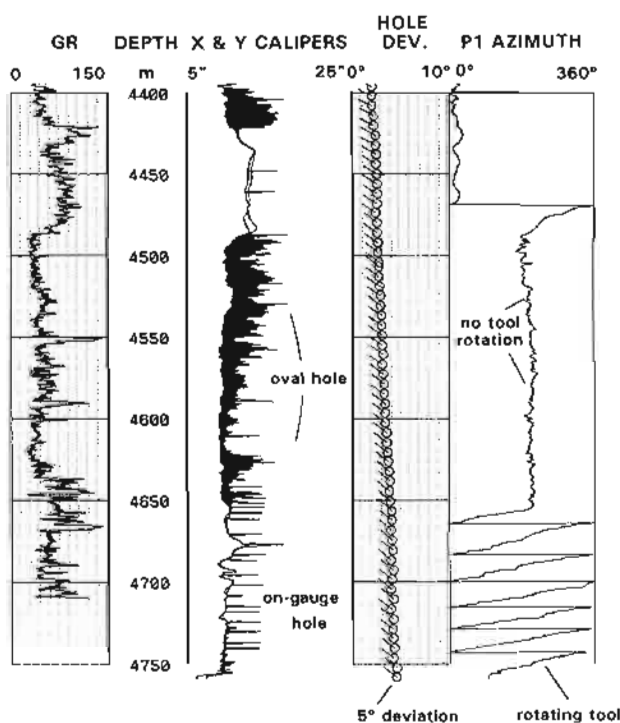 HOLE
GR DEPTH X & Y CALIPERS DEV. P1 AZIMUTH
0 150 m 5" 25" 0° 10° 0° 360°
4400
4450
4500
4550
no tool
rotation
oval hole
4600
4650
4700
on-gauge
hole
4750
5° deviation
rotating tool